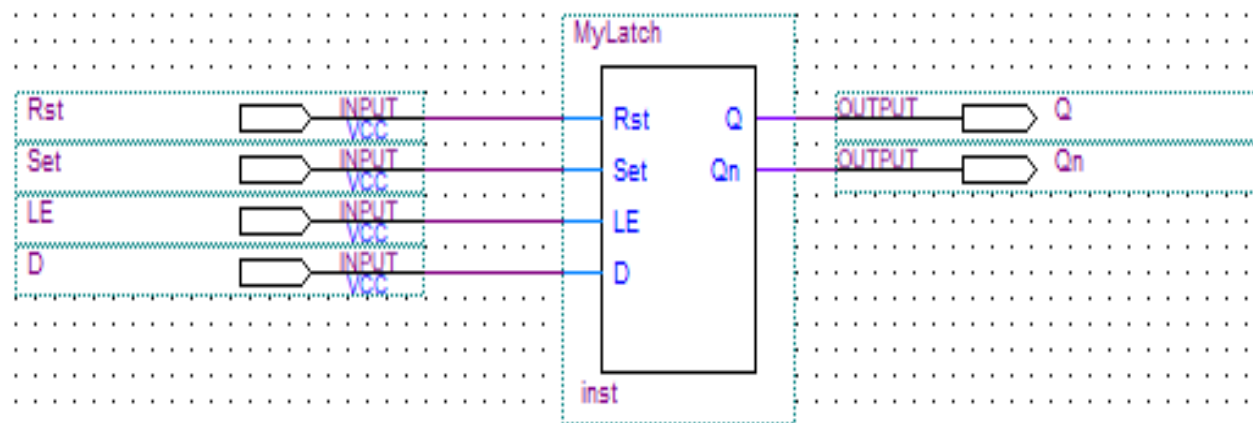 MyLatch
Rst INPUT VCC Rst Q OUTPUT Q
Set INPUT VCC Set Qn OUTPUT Qn
LE INPUT VCC LE
D INPUT VCC D
inst